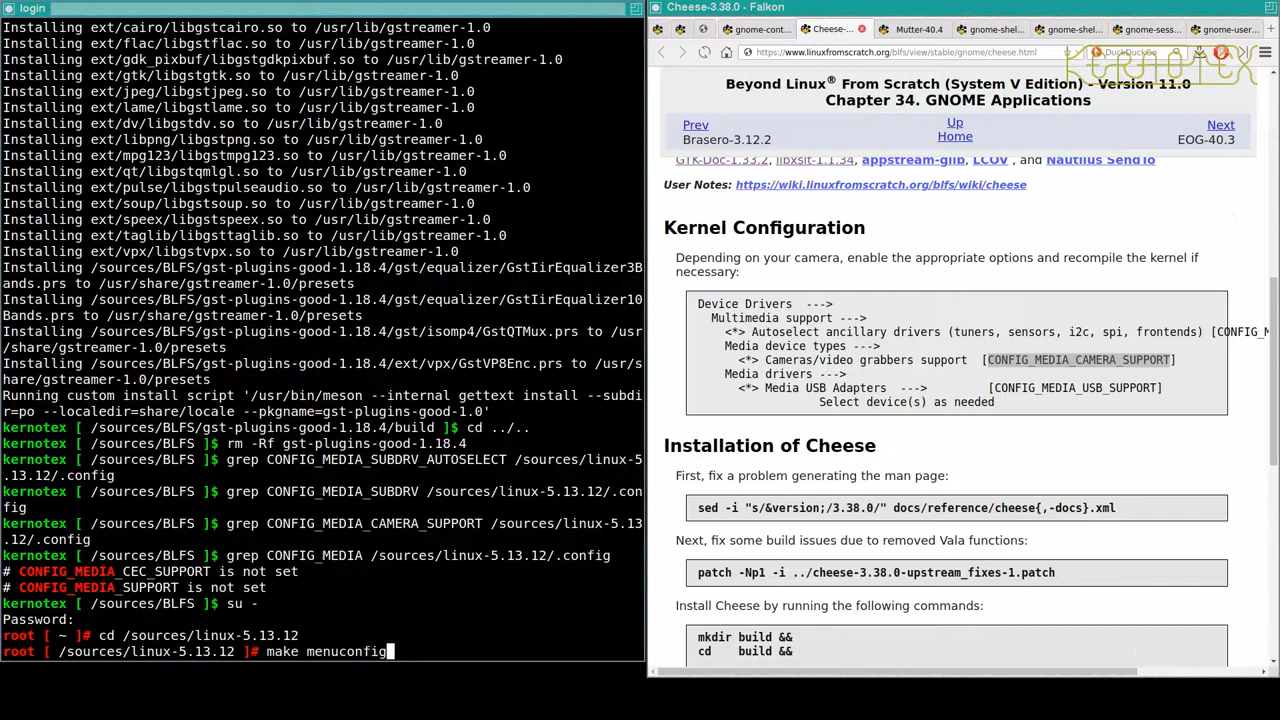 login
Installing ext/cairo/libgstcairo.so to /usr/lib/gstreamer-1.0
Installing ext/flac/libgstflac.so to /usr/lib/gstreamer-1.0
Installing ext/gdk_pixbuf/libgstgdkpixbuf.so to /usr/lib/gstreamer-1.0
Installing ext/gtk/libgstgtk.so to /usr/lib/gstreamer-1.0
Installing ext/jpeg/libgstjpeg.so to /usr/lib/gstreamer-1.0
Installing ext/lame/libgstlame.so to /usr/lib/gstreamer-1.0
Installing ext/dv/libgstdv.so to /usr/lib/gstreamer-1.0
Installing ext/libpng/libgstpng.so to /usr/lib/gstreamer-1.0
Installing ext/mpg123/libgstmpg123.so to /usr/lib/gstreamer-1.0
Installing ext/qt/libgstqmlgl.so to /usr/lib/gstreamer-1.0
Installing ext/pulse/libgstpulseaudio.so to /usr/lib/gstreamer-1.0
Installing ext/soup/libgstsoup.so to /usr/lib/gstreamer-1.0
Installing ext/speex/libgstspeex.so to /usr/lib/gstreamer-1.0
Installing ext/taglib/libgsttaglib.so to /usr/lib/gstreamer-1.0
Installing ext/vpx/libgstvpx.so to /usr/lib/gstreamer-1.0
Installing /sources/BLFS/gst-plugins-good-1.18.4/gst/equalizer/GstIirEqualizer3B
ands.prs to /usr/share/gstreamer-1.0/presets
Installing /sources/BLFS/gst-plugins-good-1.18.4/gst/equalizer/GstIirEqualizer10
Bands.prs to /usr/share/gstreamer-1.0/presets
Installing /sources/BLFS/gst-plugins-good-1.18.4/gst/isomp4/GstQTMux.prs to /usr
/share/gstreamer-1.0/presets
Installing /sources/BLFS/gst-plugins-good-1.18.4/ext/vpx/GstVP8Enc.prs to /usr/s
hare/gstreamer-1.0/presets
Running custom install script '/usr/bin/meson --internal gettext install --subdi
r=po --localedir=share/locale --pkgname=gst-plugins-good-1.0'
kernotex [ /sources/BLFS/gst-plugins-good-1.18.4/build ]$ cd ../..
kernotex [ /sources/BLFS ]$ rm -Rf gst-plugins-good-1.18.4
kernotex [ /sources/BLFS ]$ grep CONFIG_MEDIA_SUBDRV_AUTOSELECT /sources/linux-5
.13.12/.config
kernotex [ /sources/BLFS ]$ grep CONFIG_MEDIA_SUBDRV /sources/linux-5.13.12/.con
fig
kernotex [ /sources/BLFS ]$ grep CONFIG_MEDIA_CAMERA_SUPPORT /sources/linux-5.13
.12/.config
kernotex [ /sources/BLFS ]$ grep CONFIG_MEDIA /sources/linux-5.13.12/.config
# CONFIG_MEDIA_CEC_SUPPORT is not set
# CONFIG_MEDIA_SUPPORT is not set
kernotex [ /sources/BLFS ]$ su -
Password:
root [ ~ ]# cd /sources/linux-5.13.12
root [ /sources/linux-5.13.12 ]# make menuconfig
Cheese-3.38.0 - Falkon
gnome-cont... Cheese-... Mutter-40.4 gnome-shel... gnome-shel... gnome-sess... gnome-user...
https://www.linuxfromscratch.org/blfs/view/stable/gnome/cheese.html DuckDuckGo
KERNOTEX
Beyond Linux® From Scratch (System V Edition) - Version 11.0
Chapter 34. GNOME Applications
Prev Up Next
Brasero-3.12.2 Home EOG-40.3
GTK-Doc-1.33.2, libxslt-1.1.34, appstream-glib, LCOV , and Nautilus SendTo
User Notes: https://wiki.linuxfromscratch.org/blfs/wiki/cheese
Kernel Configuration
Depending on your camera, enable the appropriate options and recompile the kernel if
necessary:
Device Drivers --->
Multimedia support --->
<*> Autoselect ancillary drivers (tuners, sensors, i2c, spi, frontends) [CONFIG_M
Media device types --->
<*> Cameras/video grabbers support [CONFIG_MEDIA_CAMERA_SUPPORT]
Media drivers --->
<*> Media USB Adapters ---> [CONFIG_MEDIA_USB_SUPPORT]
Select device(s) as needed
Installation of Cheese
First, fix a problem generating the man page:
sed -i "s/&version;/3.38.0/" docs/reference/cheese{,-docs}.xml
Next, fix some build issues due to removed Vala functions:
patch -Np1 -i ../cheese-3.38.0-upstream_fixes-1.patch
Install Cheese by running the following commands:
mkdir build &&
cd build &&